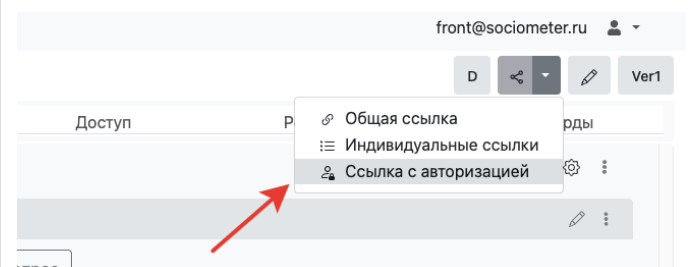 front@sociometer.ru
D Ver1
Доступ
Общая ссылка
Индивидуальные ссылки
Ссылка с авторизацией